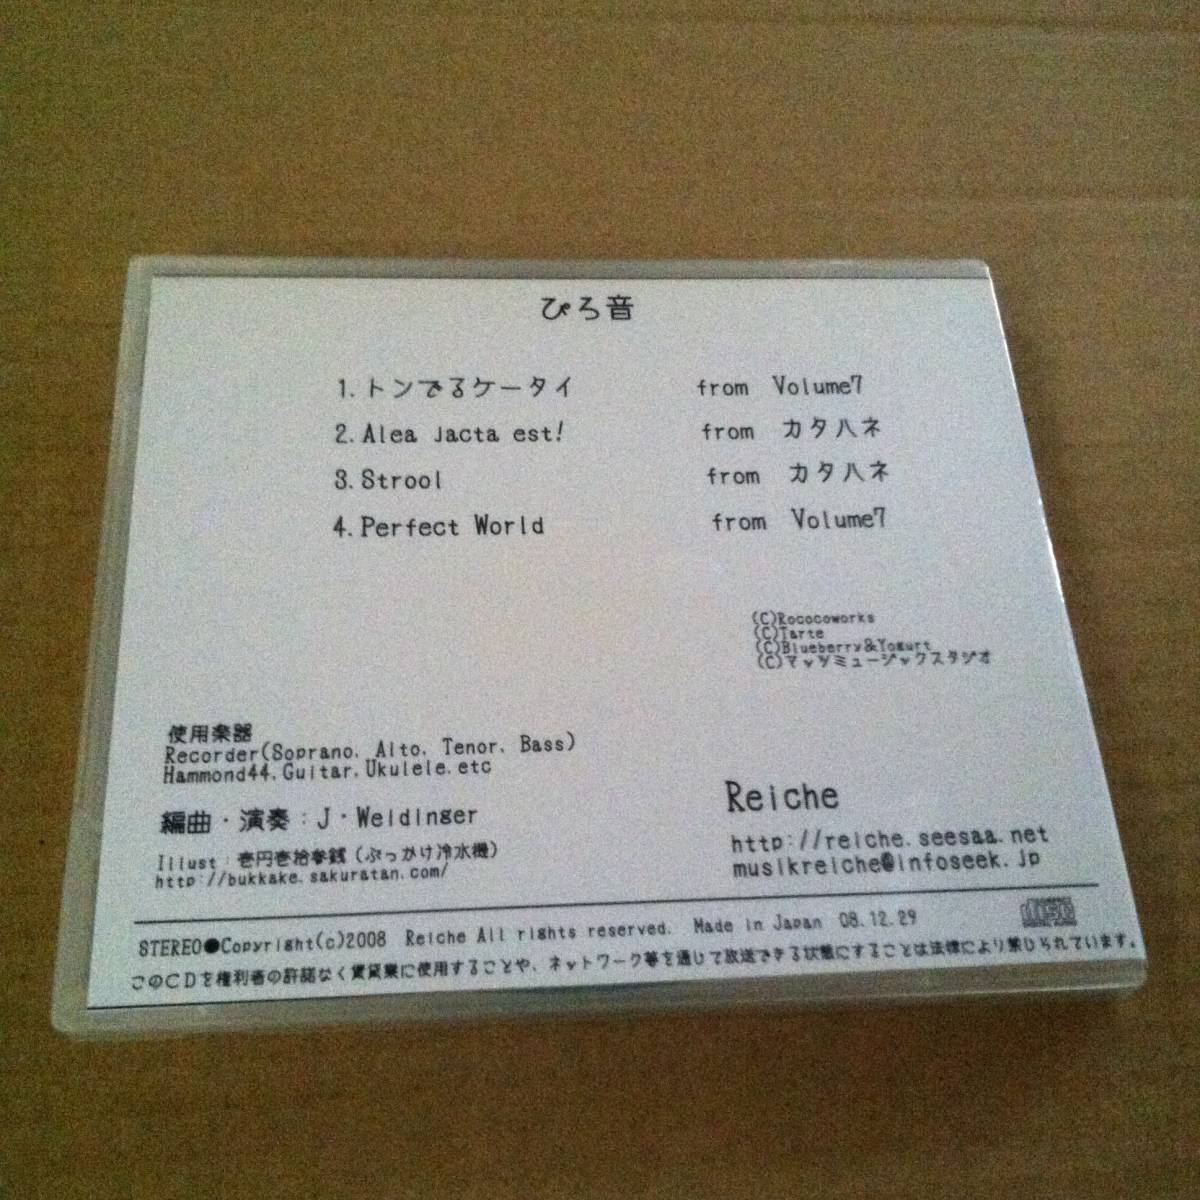 ぴろ音
1.トンでるケータイ from Volume7
2.Alea jacta est! from カタハネ
3.Strool from カタハネ
4.Perfect World from Volume7
(C)Rococoworks
(C)Tarte
(C)Blueberry&Yogurt
(C)マッツミュージックスタジオ
使用楽器
Recorder(Soprano, Alto, Tenor, Bass)
Hammond44,Guitar,Ukulele,etc
編曲・演奏:J・Weidinger
Illust:壱円壱拾参銭(ぶっかけ冷水機)
http://bukkake.sakuratan.com/
Reiche
http://reiche.seesaa.net
musikreiche@infoseek.jp
STEREO●Copyright(c)2008 Reiche All rights reserved. Made in Japan 08.12.29
このCDを権利者の許諾なく賃貸業に使用することや、ネットワーク等を通じて放送できる状態にすることは法律により禁じられています。